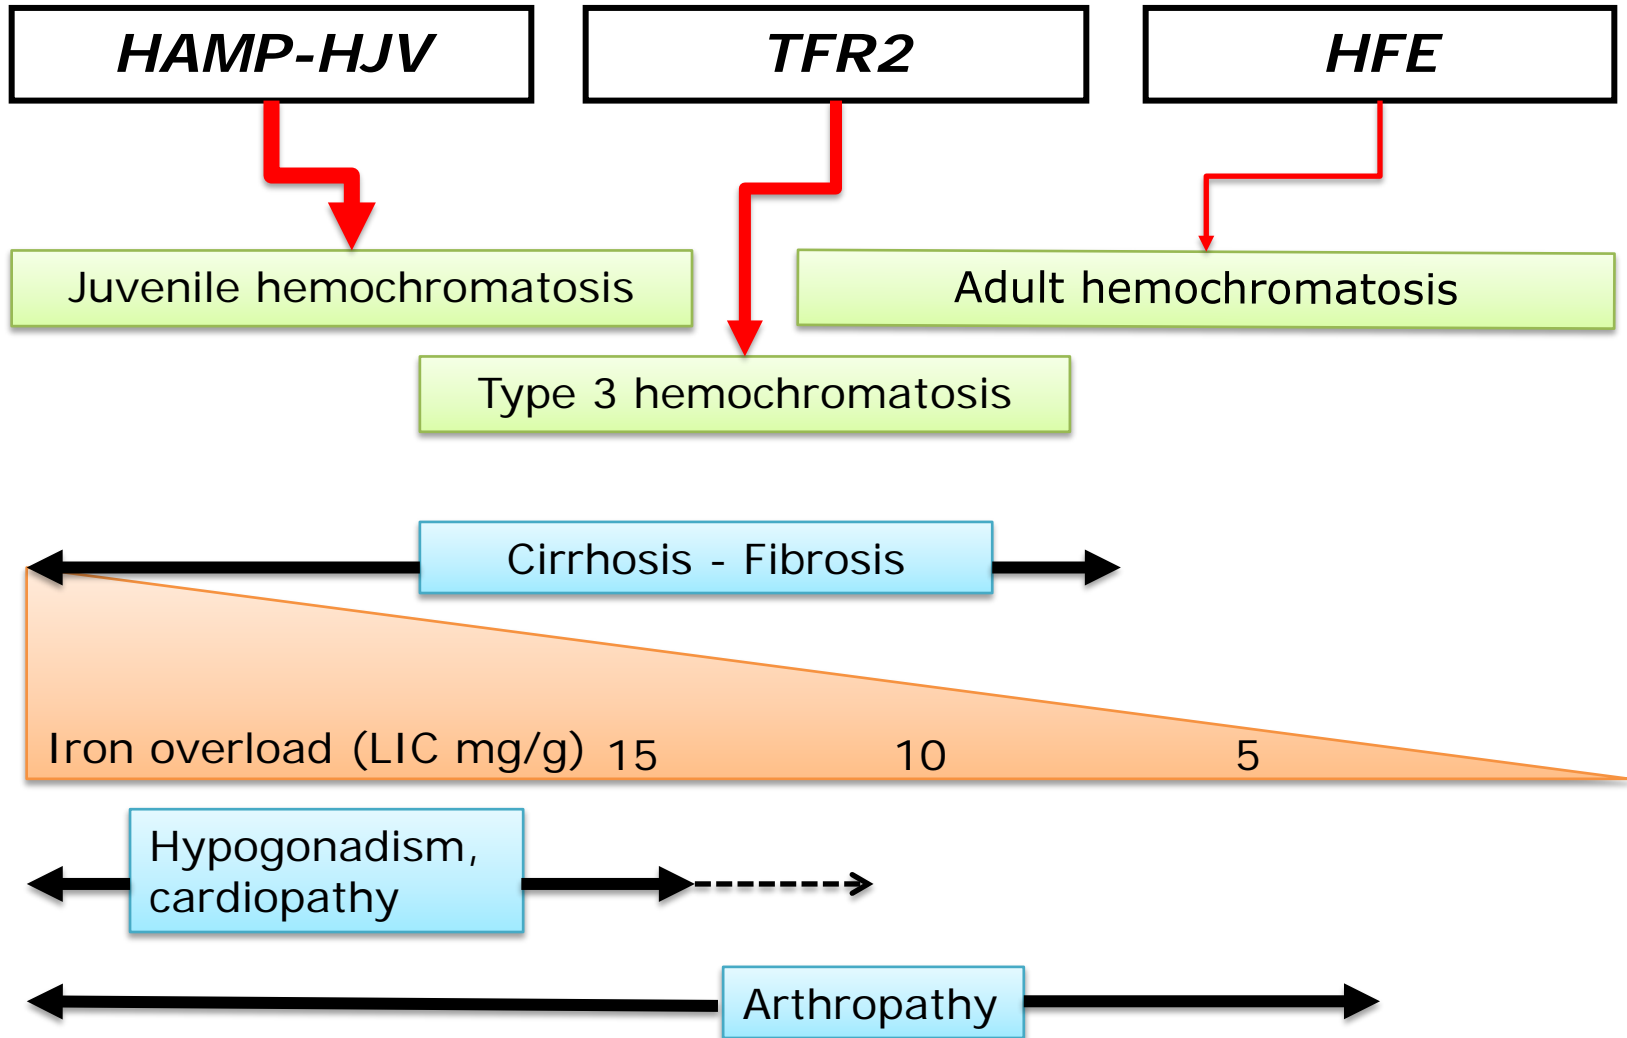 HAMP-HJV
TFR2
HFE
Juvenile hemochromatosis
Adult hemochromatosis
Type 3 hemochromatosis
Cirrhosis - Fibrosis
Iron overload (LIC mg/g) 15 10 5
Hypogonadism,
cardiopathy
Arthropathy